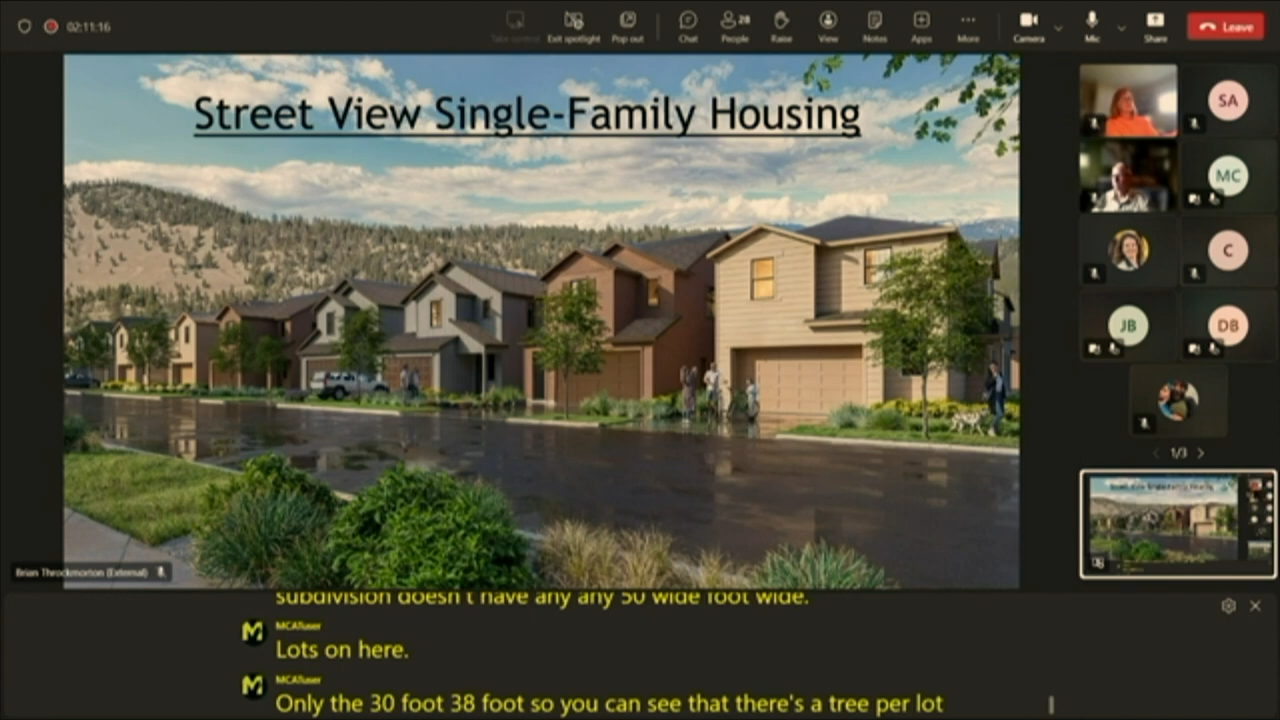 02:11:16
Take control
Exit spotlight
Pop out
Chat
28
People
Raise
View
Notes
Apps
More
Camera
Mic
Share
Leave
Street View Single-Family Housing
SA
MC
C
JB
DB
1/3
Brian Throckmorton (External)
subdivision doesn't have any any 50 wide foot wide.
MCATuser
Lots on here.
MCATuser
Only the 30 foot 38 foot so you can see that there's a tree per lot